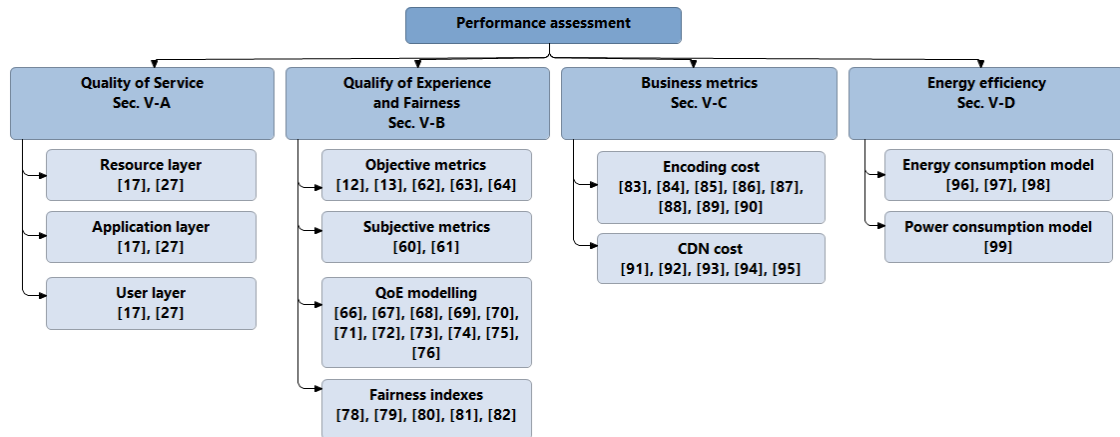 Performance assessment
Quality of Service
Sec. V-A
Resource layer
[17], [27]
Application layer
[17], [27]
User layer
[17], [27]
Qualify of Experience
and Fairness
Sec. V-B
Objective metrics
[12], [13], [62], [63], [64]
Subjective metrics
[60], [61]
QoE modelling
[66], [67], [68], [69], [70],
[71], [72], [73], [74], [75],
[76]
Fairness indexes
[78], [79], [80], [81], [82]
Business metrics
Sec. V-C
Encoding cost
[83], [84], [85], [86], [87],
[88], [89], [90]
CDN cost
[91], [92], [93], [94], [95]
Energy efficiency
Sec. V-D
Energy consumption model
[96], [97], [98]
Power consumption model
[99]